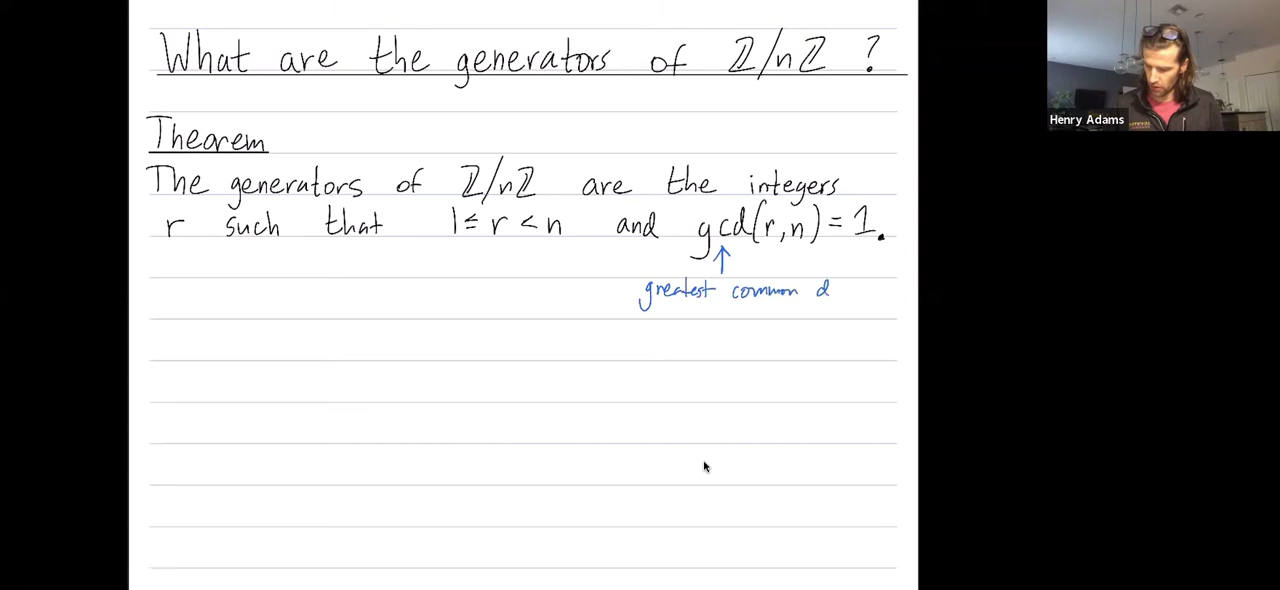 What are the generators of ℤ/nℤ ?
Theorem
The generators of ℤ/nℤ are the integers
r such that 1 ≤ r < n and gcd(r,n) = 1.
greatest common d
Henry Adams